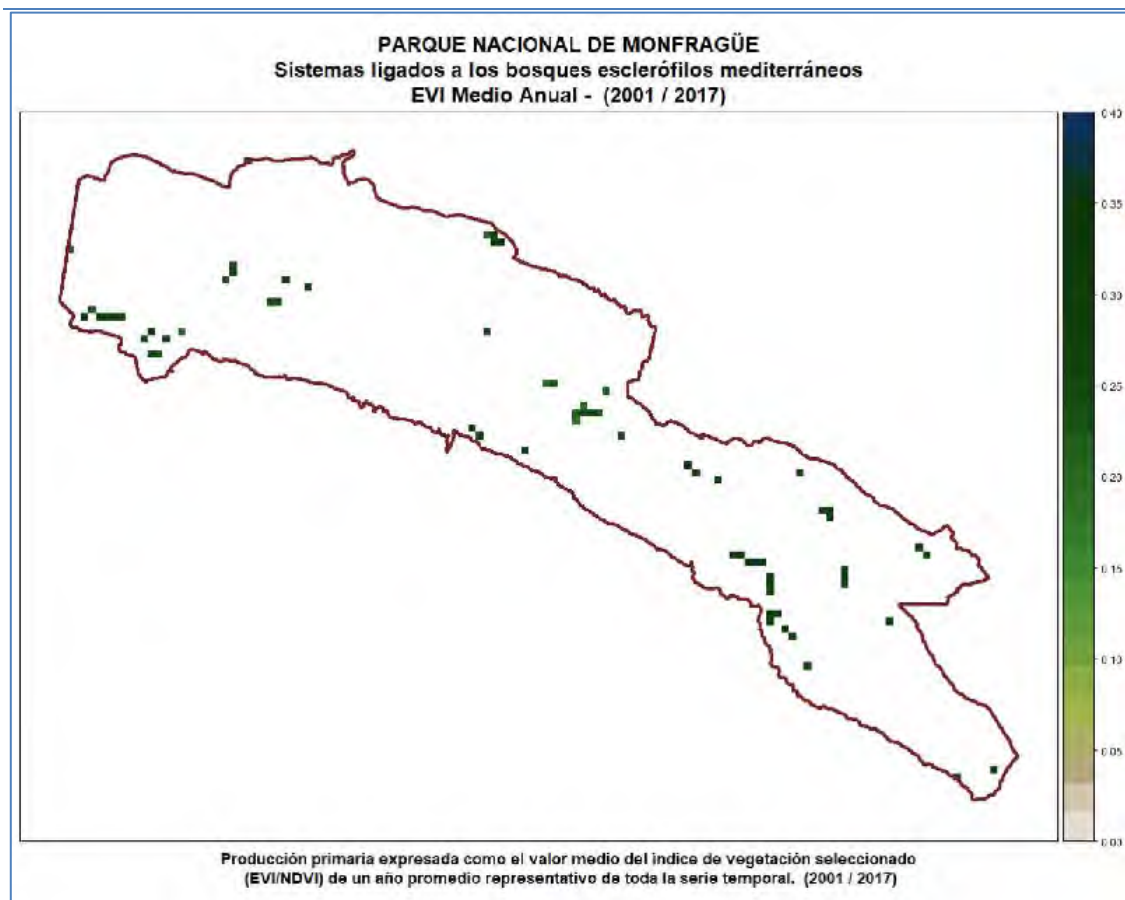 PARQUE NACIONAL DE MONFRAGÜE
Sistemas ligados a los bosques esclerófilos mediterráneos
EVI Medio Anual - (2001 / 2017)
0.40
0.35
0.30
0.25
0.20
0.15
0.10
0.05
0.00
Producción primaria expresada como el valor medio del índice de vegetación seleccionado
(EVI/NDVI) de un año promedio representativo de toda la serie temporal. (2001 / 2017)